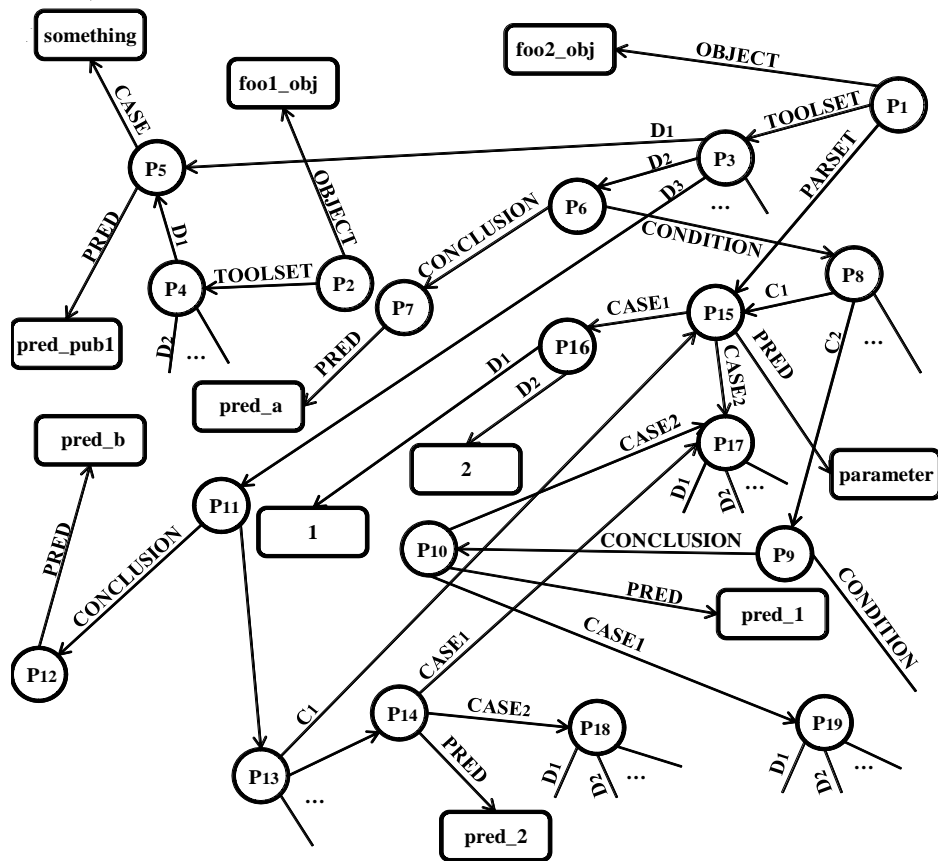 something
foo2_obj
OBJECT
foo1_obj
P1
CASE
TOOLSET
D1
P3
P5
D2
PARSET
D3
...
OBJECT
P6
CONCLUSION
CONDITION
PRED
D1
TOOLSET
P4
P2
P8
P7
C1
CASE1
P15
pred_pub1
D2
...
PRED
D1
P16
PRED
C2
...
D2
CASE2
pred_a
pred_b
CASE2
P17
2
parameter
D1
D2
...
P11
1
PRED
CONCLUSION
P10
CONCLUSION
P9
PRED
pred_1
CONDITION
CASE1
P12
CASE1
C1
P14
CASE2
P18
P19
P13
...
PRED
D1
D2
...
D1
D2
...
pred_2